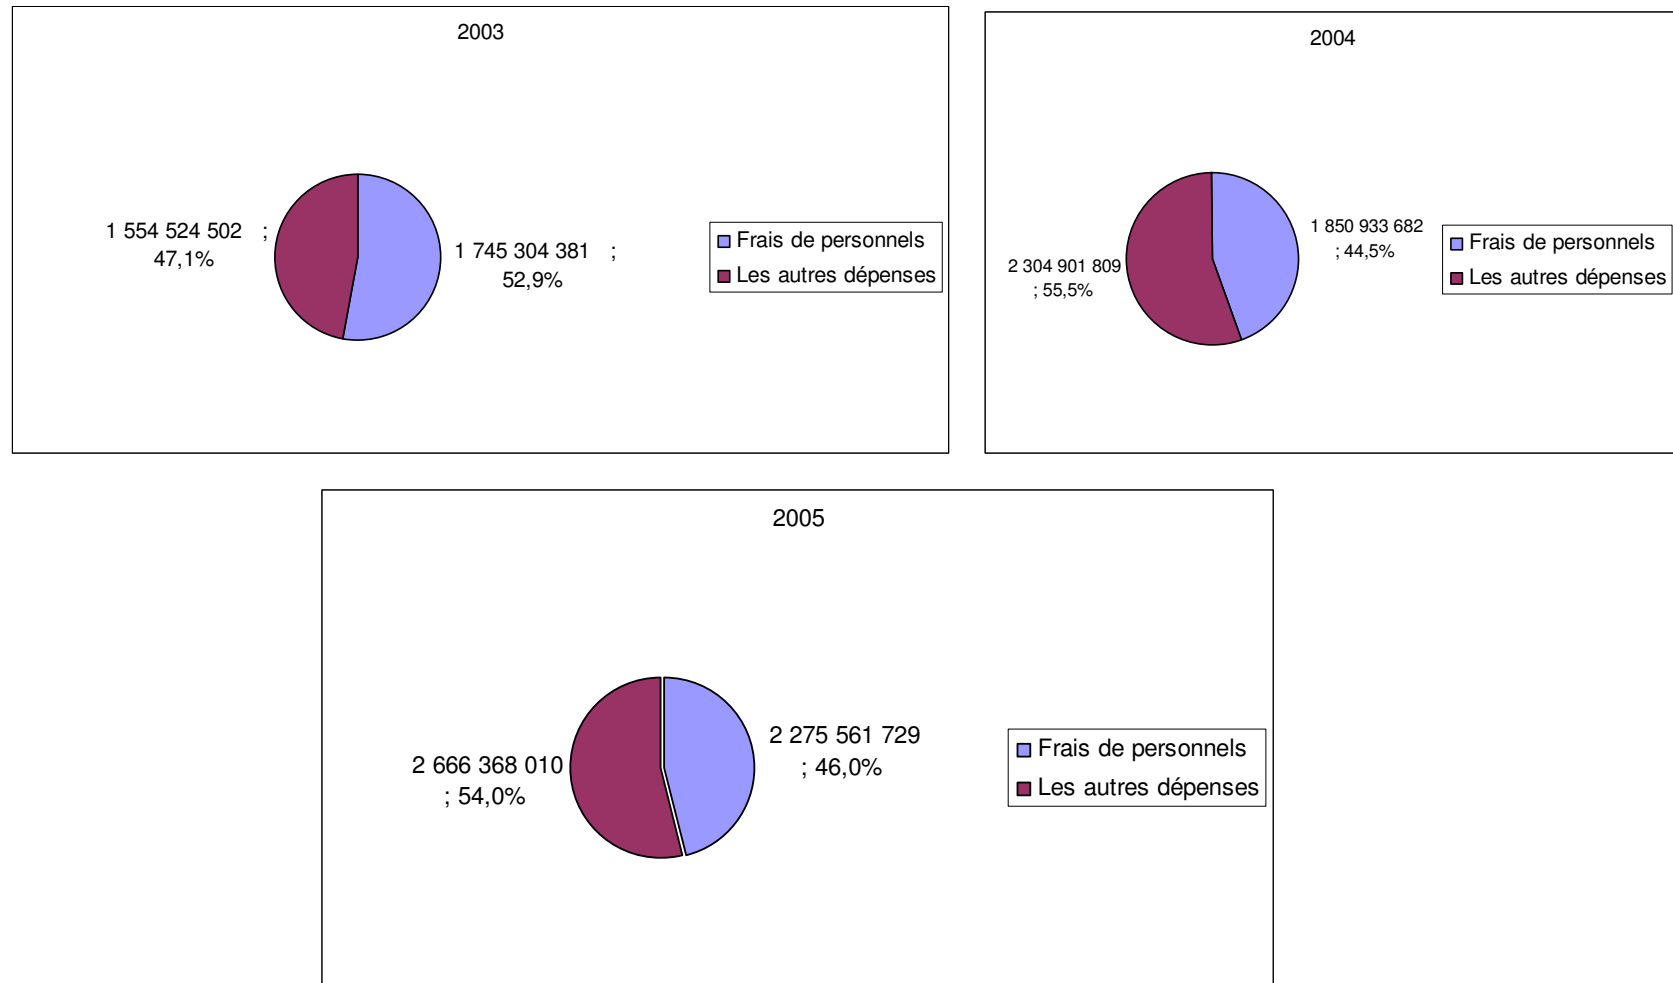 2003
1 554 524 502 ;
47,1%
1 745 304 381 ;
52,9%
Frais de personnels
Les autres dépenses
2004
1 850 933 682
; 44,5%
2 304 901 809
; 55,5%
Frais de personnels
Les autres dépenses
2005
2 275 561 729
; 46,0%
2 666 368 010
; 54,0%
Frais de personnels
Les autres dépenses